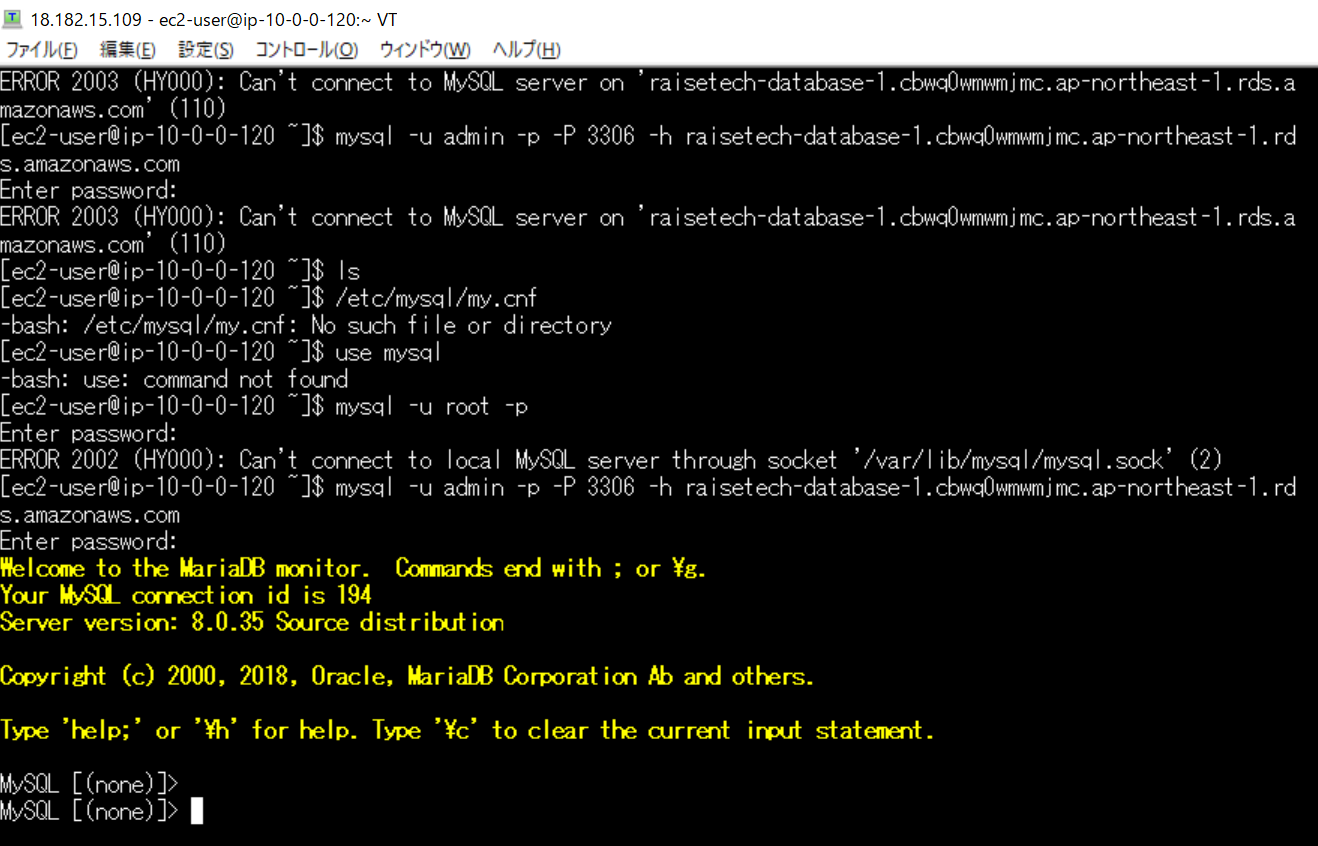 18.182.15.109 - ec2-user@ip-10-0-0-120:~ VT
ファイル(F) 編集(E) 設定(S) コントロール(O) ウィンドウ(W) ヘルプ(H)
ERROR 2003 (HY000): Can't connect to MySQL server on 'raisetech-database-1.cbwq0wmwmjmc.ap-northeast-1.rds.a
mazonaws.com' (110)
[ec2-user@ip-10-0-0-120 ~]$ mysql -u admin -p -P 3306 -h raisetech-database-1.cbwq0wmwmjmc.ap-northeast-1.rd
s.amazonaws.com
Enter password:
ERROR 2003 (HY000): Can't connect to MySQL server on 'raisetech-database-1.cbwq0wmwmjmc.ap-northeast-1.rds.a
mazonaws.com' (110)
[ec2-user@ip-10-0-0-120 ~]$ ls
[ec2-user@ip-10-0-0-120 ~]$ /etc/mysql/my.cnf
-bash: /etc/mysql/my.cnf: No such file or directory
[ec2-user@ip-10-0-0-120 ~]$ use mysql
-bash: use: command not found
[ec2-user@ip-10-0-0-120 ~]$ mysql -u root -p
Enter password:
ERROR 2002 (HY000): Can't connect to local MySQL server through socket '/var/lib/mysql/mysql.sock' (2)
[ec2-user@ip-10-0-0-120 ~]$ mysql -u admin -p -P 3306 -h raisetech-database-1.cbwq0wmwmjmc.ap-northeast-1.rd
s.amazonaws.com
Enter password:
Welcome to the MariaDB monitor.  Commands end with ; or ¥g.
Your MySQL connection id is 194
Server version: 8.0.35 Source distribution
Copyright (c) 2000, 2018, Oracle, MariaDB Corporation Ab and others.
Type 'help;' or '¥h' for help. Type '¥c' to clear the current input statement.
MySQL [(none)]>
MySQL [(none)]>